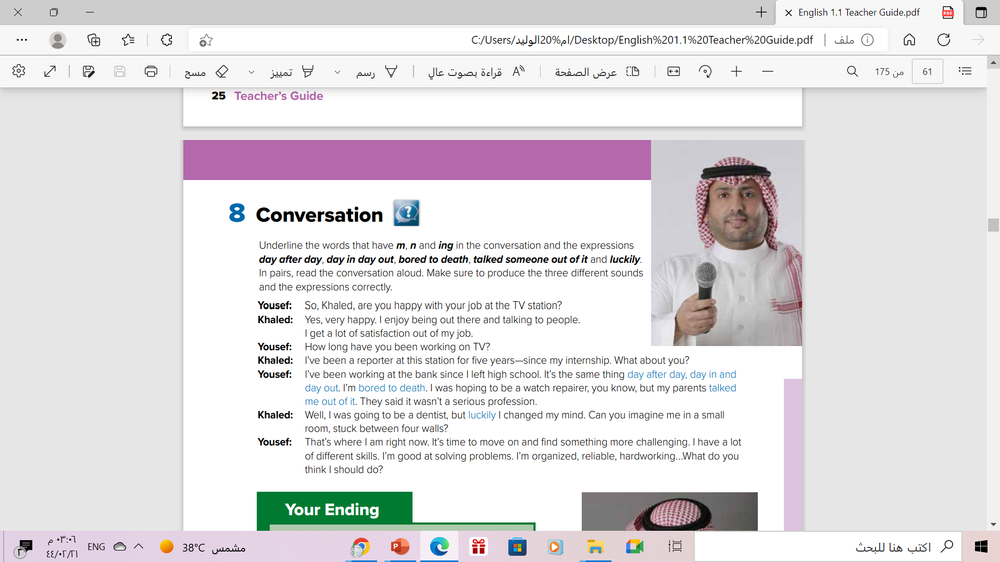 English 1.1 Teacher Guide.pdf
C:/Users/ام%20الوليد/Desktop/English%201.1%20Teacher%20Guide.pdf
ملف
61
من 175
عرض الصفحة
قراءة بصوت عالٍ
رسم
تمييز
مسح
25 Teacher's Guide
8 Conversation
Underline the words that have m, n and ing in the conversation and the expressions
day after day, day in day out, bored to death, talked someone out of it and luckily.
In pairs, read the conversation aloud. Make sure to produce the three different sounds
and the expressions correctly.
Yousef: So, Khaled, are you happy with your job at the TV station?
Khaled: Yes, very happy. I enjoy being out there and talking to people.
I get a lot of satisfaction out of my job.
Yousef: How long have you been working on TV?
Khaled: I've been a reporter at this station for five years—since my internship. What about you?
Yousef: I've been working at the bank since I left high school. It's the same thing day after day, day in and
day out. I'm bored to death. I was hoping to be a watch repairer, you know, but my parents talked
me out of it. They said it wasn't a serious profession.
Khaled: Well, I was going to be a dentist, but luckily I changed my mind. Can you imagine me in a small
room, stuck between four walls?
Yousef: That's where I am right now. It's time to move on and find something more challenging. I have a lot
of different skills. I'm good at solving problems. I'm organized, reliable, hardworking...What do you
think I should do?
Your Ending
اكتب هنا للبحث
38°C مشمس
ENG
٠٣:٠٦ م
٤٤/٠٢/٢١
٢